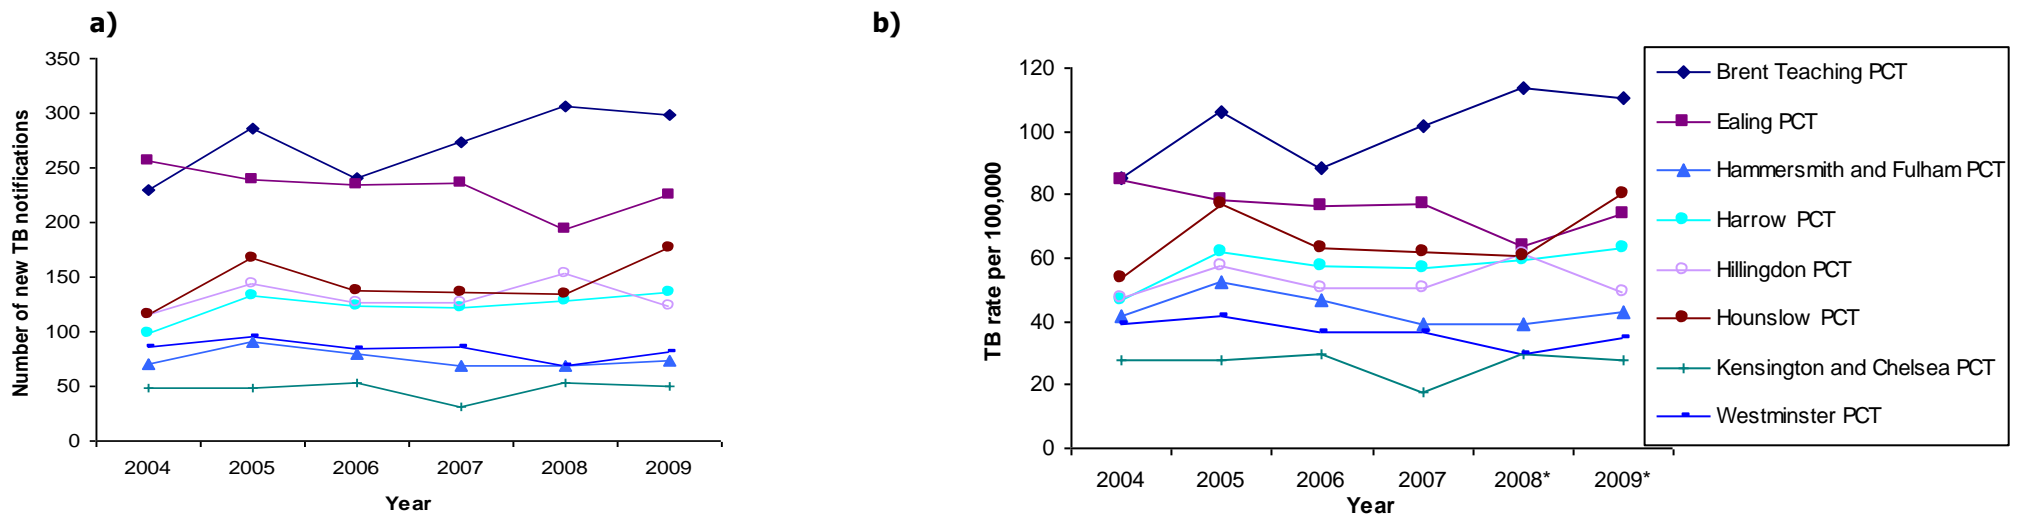 a)
350
300
250
200
150
100
50
0
Number of new TB notifications
2004 2005 2006 2007 2008 2009
Year
b)
120
100
80
60
40
20
0
TB rate per 100,000
2004 2005 2006 2007 2008* 2009*
Year
Brent Teaching PCT
Ealing PCT
Hammersmith and Fulham PCT
Harrow PCT
Hillingdon PCT
Hounslow PCT
Kensington and Chelsea PCT
Westminster PCT